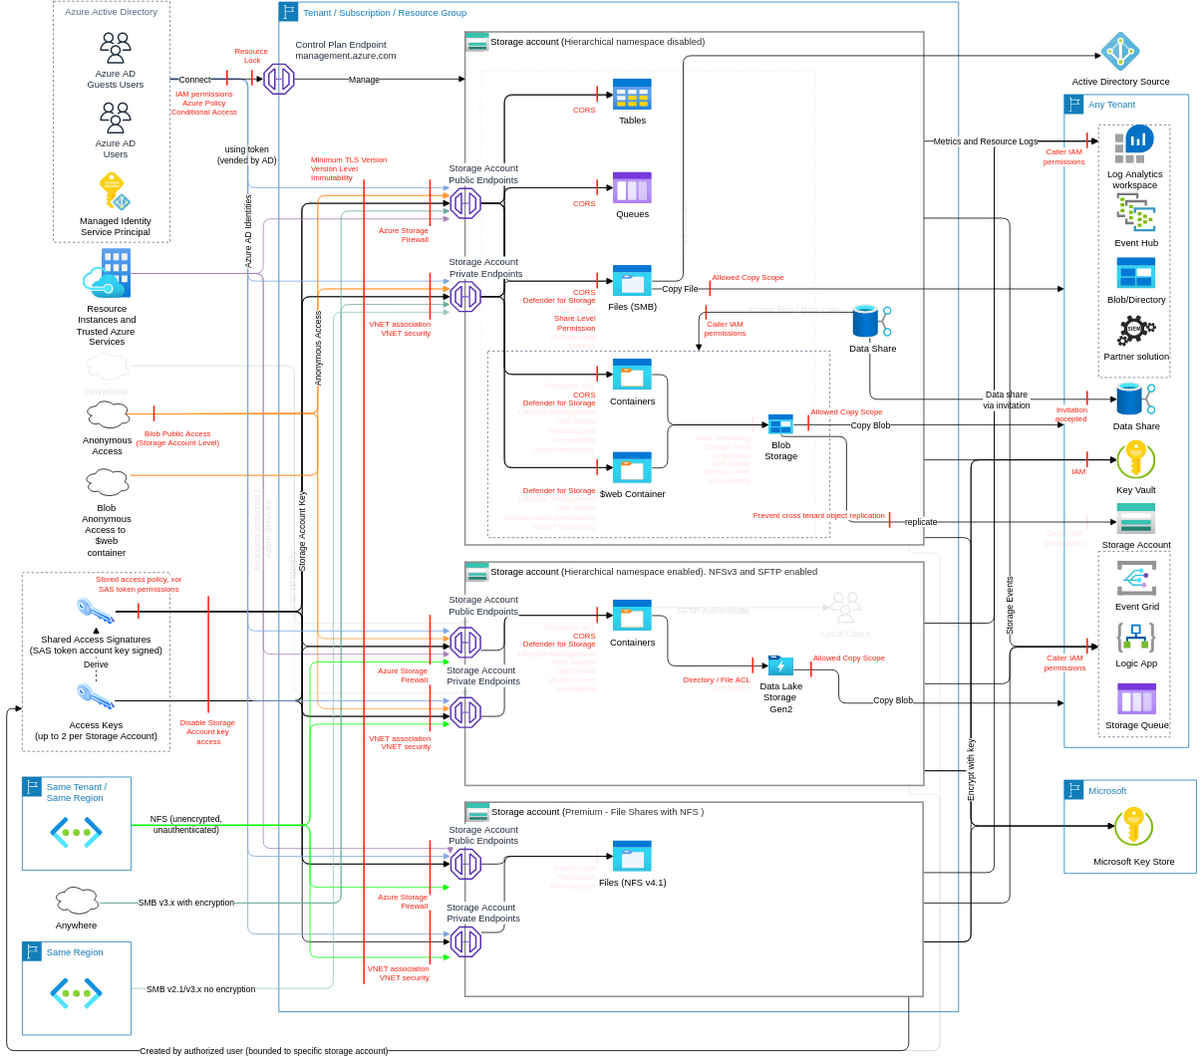 Azure Active Directory
Azure AD
Guests Users
Azure AD
Users
Managed Identity
Service Principal
Resource
Instances and
Trusted Azure
Services
Anywhere
Anonymous
Access
Blob
Anonymous
Access to
$web
container
Blob Public Access
(Storage Account Level)
Stored access policy, xor
SAS token permissions
Shared Access Signatures
(SAS token account key signed)
Derive
Access Keys
(up to 2 per Storage Account)
Disable Storage
Account key
access
Same Tenant /
Same Region
NFS (unencrypted,
unauthenticated)
SMB v3.x with encryption
Anywhere
Same Region
SMB v2.1/v3.x no encryption
Created by authorized user (bounded to specific storage account)
Connect
IAM permissions
Azure Policy
Conditional Access
Resource
Lock
using token
(vended by AD)
Azure AD Identities
Anonymous Access
Storage Account Key
Resource Instances /
Azure Services
Tenant / Subscription / Resource Group
Control Plan Endpoint
management.azure.com
Manage
Minimum TLS Version
Version Level
Immutability
Storage account (Hierarchical namespace disabled)
Storage Account
Public Endpoints
Azure Storage
Firewall
Storage Account
Private Endpoints
VNET association
VNET security
CORS
Tables
CORS
Queues
CORS
Defender for Storage
Share Level
Permission
Files (SMB)
Copy File
Allowed Copy Scope
Caller IAM
permissions
Data Share
CORS
Defender for Storage
Containers
Defender for Storage
$web Container
Blob
Storage
Allowed Copy Scope
Copy Blob
Prevent cross tenant object replication
replicate
Storage account (Hierarchical namespace enabled). NFSv3 and SFTP enabled
Storage Account
Public Endpoints
Azure Storage
Firewall
Storage Account
Private Endpoints
VNET association
VNET security
CORS
Defender for Storage
Containers
SFTP Authenticate
Local Users
Directory / File ACL
Data Lake
Storage
Gen2
Allowed Copy Scope
Copy Blob
Storage account (Premium - File Shares with NFS )
Storage Account
Public Endpoints
Azure Storage
Firewall
Storage Account
Private Endpoints
VNET association
VNET security
Files (NFS v4.1)
Metrics and Resource Logs
Data share
via invitation
Storage Events
Encrypt with key
Active Directory Source
Any Tenant
Caller IAM
permissions
Log Analytics
workspace
Event Hub
Blob/Directory
SIEM
Partner solution
Invitation
accepted
Data Share
IAM
Key Vault
Caller IAM
permissions
Storage Account
Event Grid
Caller IAM
permissions
Logic App
Storage Queue
Microsoft
Microsoft Key Store